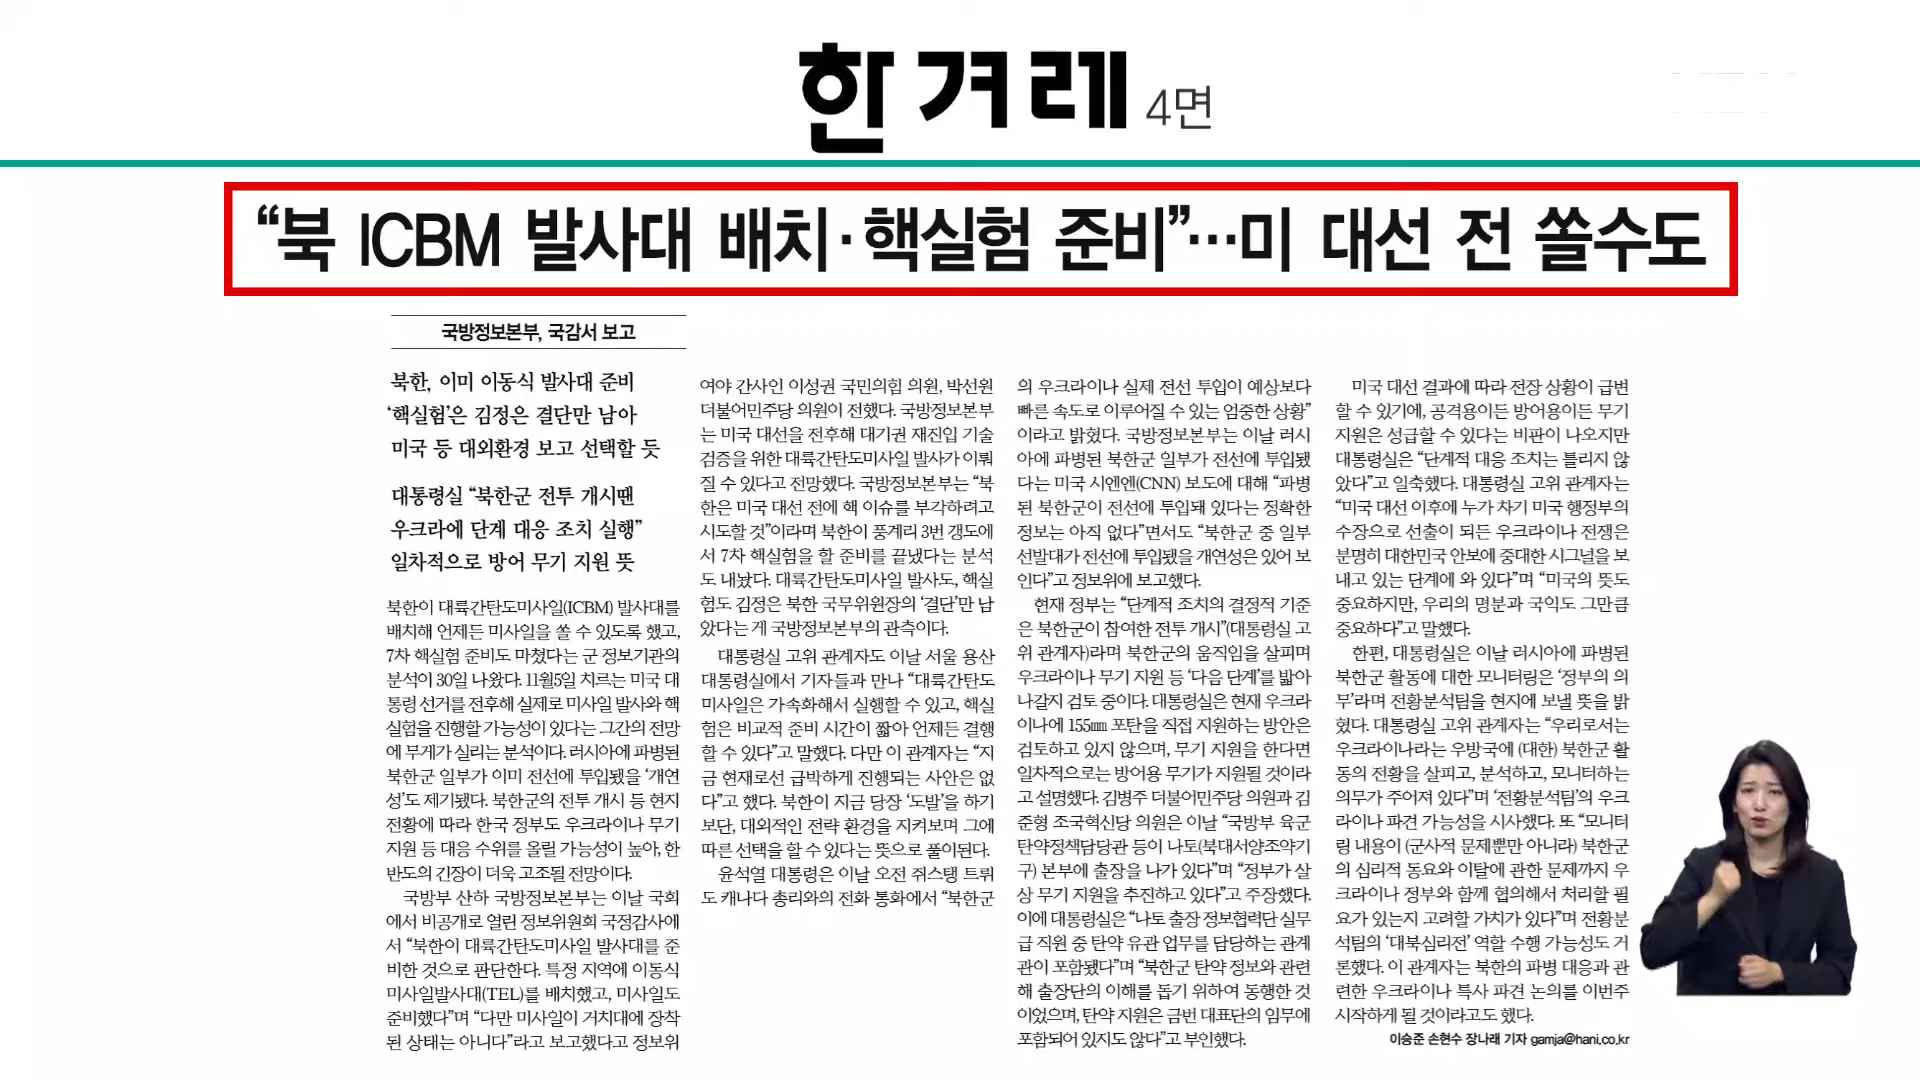 한겨레 4면
“북 ICBM 발사대 배치·핵실험 준비”…미 대선 전 쏠수도
국방정보본부, 국감서 보고
북한, 이미 이동식 발사대 준비
‘핵실험’은 김정은 결단만 남아
미국 등 대외환경 보고 선택할 듯
대통령실 “북한군 전투 개시땐
우크라에 단계 대응 조치 실행”
일차적으로 방어 무기 지원 뜻
북한이 대륙간탄도미사일(ICBM) 발사대를
배치해 언제든 미사일을 쏠 수 있도록 했고,
7차 핵실험 준비도 마쳤다는 군 정보기관의
분석이 30일 나왔다. 11월5일 치르는 미국 대
통령 선거를 전후해 실제로 미사일 발사와 핵
실험을 진행할 가능성이 있다는 그간의 전망
에 무게가 실리는 분석이다. 러시아에 파병된
북한군 일부가 이미 전선에 투입됐을 ‘개연
성’도 제기됐다. 북한군의 전투 개시 등 현지
전황에 따라 한국 정부도 우크라이나 무기
지원 등 대응 수위를 올릴 가능성이 높아, 한
반도의 긴장이 더욱 고조될 전망이다.
국방부 산하 국방정보본부는 이날 국회
에서 비공개로 열린 정보위원회 국정감사에
서 “북한이 대륙간탄도미사일 발사대를 준
비한 것으로 판단한다. 특정 지역에 이동식
미사일발사대(TEL)를 배치했고, 미사일도
준비했다”며 “다만 미사일이 거치대에 장착
된 상태는 아니다”라고 보고했다고 정보위
여야 간사인 이성권 국민의힘 의원, 박선원
더불어민주당 의원이 전했다. 국방정보본부
는 미국 대선을 전후해 대기권 재진입 기술
검증을 위한 대륙간탄도미사일 발사가 이뤄
질 수 있다고 전망했다. 국방정보본부는 “북
한은 미국 대선 전에 핵 이슈를 부각하려고
시도할 것”이라며 북한이 풍계리 3번 갱도에
서 7차 핵실험을 할 준비를 끝냈다는 분석
도 내놨다. 대륙간탄도미사일 발사도, 핵실
험도 김정은 북한 국무위원장의 ‘결단’만 남
았다는 게 국방정보본부의 관측이다.
대통령실 고위 관계자도 이날 서울 용산
대통령실에서 기자들과 만나 “대륙간탄도
미사일은 가속화해서 실행할 수 있고, 핵실
험은 비교적 준비 시간이 짧아 언제든 결행
할 수 있다”고 말했다. 다만 이 관계자는 “지
금 현재로선 급박하게 진행되는 사안은 없
다”고 했다. 북한이 지금 당장 ‘도발’을 하기
보단, 대외적인 전략 환경을 지켜보며 그에
따른 선택을 할 수 있다는 뜻으로 풀이된다.
윤석열 대통령은 이날 오전 쥐스탱 트뤼
도 캐나다 총리와의 전화 통화에서 “북한군
의 우크라이나 실제 전선 투입이 예상보다
빠른 속도로 이루어질 수 있는 엄중한 상황”
이라고 밝혔다. 국방정보본부는 이날 러시
아에 파병된 북한군 일부가 전선에 투입됐
다는 미국 시엔엔(CNN) 보도에 대해 “파병
된 북한군이 전선에 투입돼 있다는 정확한
정보는 아직 없다”면서도 “북한군 중 일부
선발대가 전선에 투입됐을 개연성은 있어 보
인다”고 정보위에 보고했다.
현재 정부는 “단계적 조치의 결정적 기준
은 북한군이 참여한 전투 개시”(대통령실 고
위 관계자)라며 북한군의 움직임을 살피며
우크라이나 무기 지원 등 ‘다음 단계’를 밟아
나갈지 검토 중이다. 대통령실은 현재 우크라
이나에 155㎜ 포탄을 직접 지원하는 방안은
검토하고 있지 않으며, 무기 지원을 한다면
일차적으로는 방어용 무기가 지원될 것이라
고 설명했다. 김병주 더불어민주당 의원과 김
준형 조국혁신당 의원은 이날 “국방부 육군
탄약정책담당관 등이 나토(북대서양조약기
구) 본부에 출장을 나가 있다”며 “정부가 살
상 무기 지원을 추진하고 있다”고 주장했다.
이에 대통령실은 “나토 출장 정보협력단 실무
급 직원 중 탄약 유관 업무를 담당하는 관계
관이 포함됐다”며 “북한군 탄약 정보와 관련
해 출장단의 이해를 돕기 위하여 동행한 것
이었으며, 탄약 지원은 금번 대표단의 임무에
포함되어 있지도 않다”고 부인했다.
미국 대선 결과에 따라 전장 상황이 급변
할 수 있기에, 공격용이든 방어용이든 무기
지원은 성급할 수 있다는 비판이 나오지만
대통령실은 “단계적 대응 조치는 틀리지 않
았다”고 일축했다. 대통령실 고위 관계자는
“미국 대선 이후에 누가 차기 미국 행정부의
수장으로 선출이 되든 우크라이나 전쟁은
분명히 대한민국 안보에 중대한 시그널을 보
내고 있는 단계에 와 있다”며 “미국의 뜻도
중요하지만, 우리의 명분과 국익도 그만큼
중요하다”고 말했다.
한편, 대통령실은 이날 러시아에 파병된
북한군 활동에 대한 모니터링은 ‘정부의 의
무’라며 전황분석팀을 현지에 보낼 뜻을 밝
혔다. 대통령실 고위 관계자는 “우리로서는
우크라이나라는 우방국에 (대한) 북한군 활
동의 전황을 살피고, 분석하고, 모니터하는
의무가 주어져 있다”며 ‘전황분석팀’의 우크
라이나 파견 가능성을 시사했다. 또 “모니터
링 내용이 (군사적 문제뿐만 아니라) 북한군
의 심리적 동요와 이탈에 관한 문제까지 우
크라이나 정부와 함께 협의해서 처리할 필
요가 있는지 고려할 가치가 있다”며 전황분
석팀의 ‘대북심리전’ 역할 수행 가능성도 거
론했다. 이 관계자는 북한의 파병 대응과 관
련한 우크라이나 특사 파견 논의를 이번주
시작하게 될 것이라고도 했다.
이승준 손현수 장나래 기자 gamja@hani.co.kr